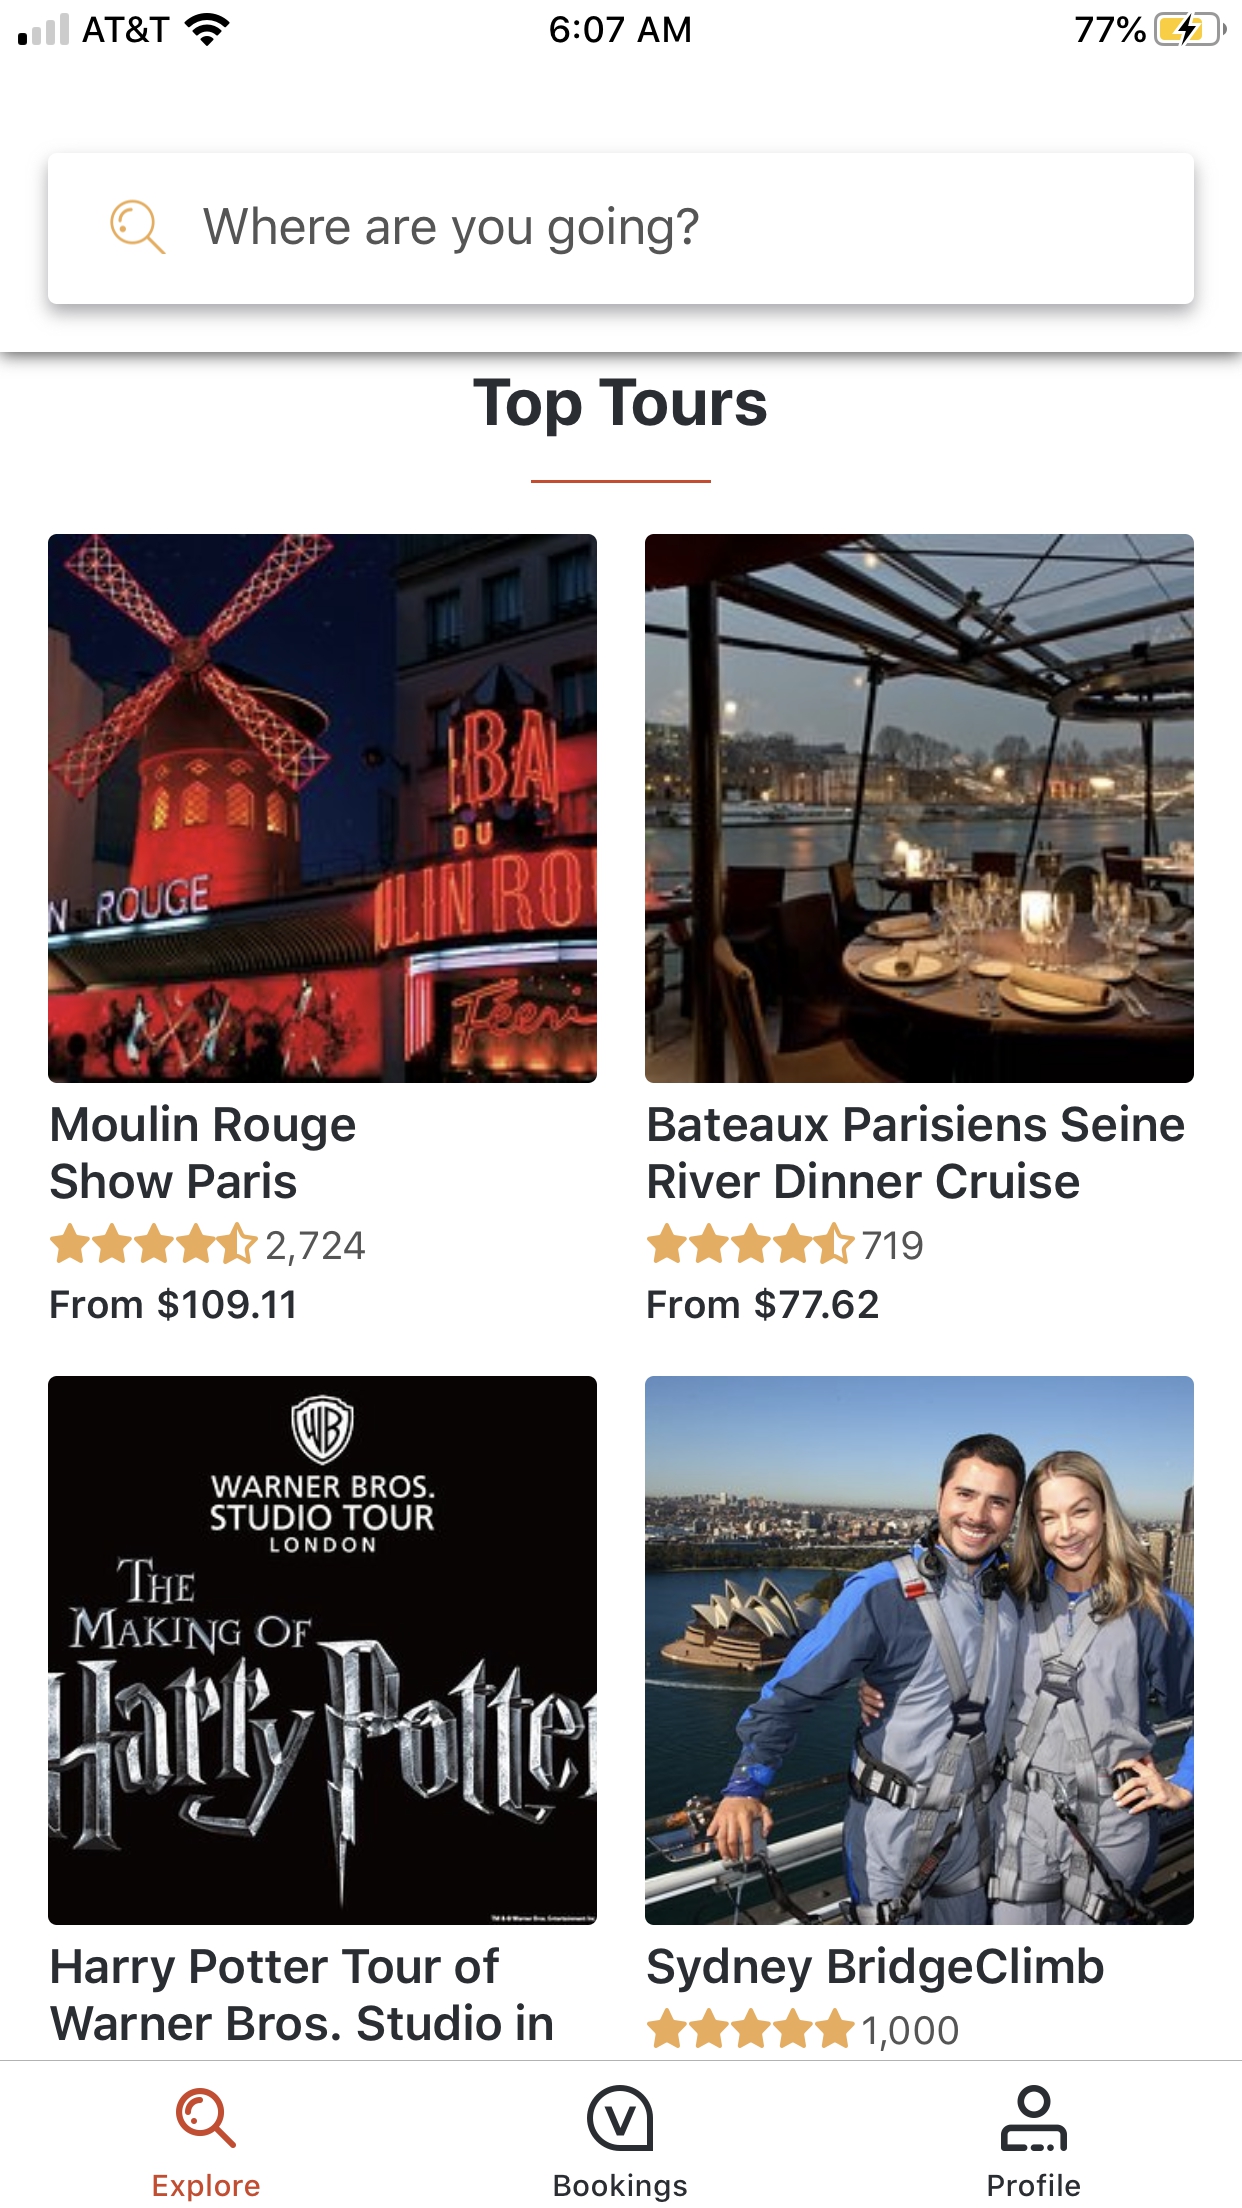 AT&T
6:07 AM
77%
Where are you going?
Top Tours
BA
DU
N ROUGE
ULIN RO
Féeri
Moulin Rouge
Show Paris
2,724
From $109.11
Bateaux Parisiens Seine
River Dinner Cruise
719
From $77.62
WB
WARNER BROS.
STUDIO TOUR
LONDON
THE
MAKING OF
Harry Potter
Harry Potter Tour of
Warner Bros. Studio in
Sydney BridgeClimb
1,000
Explore
V
Bookings
Profile